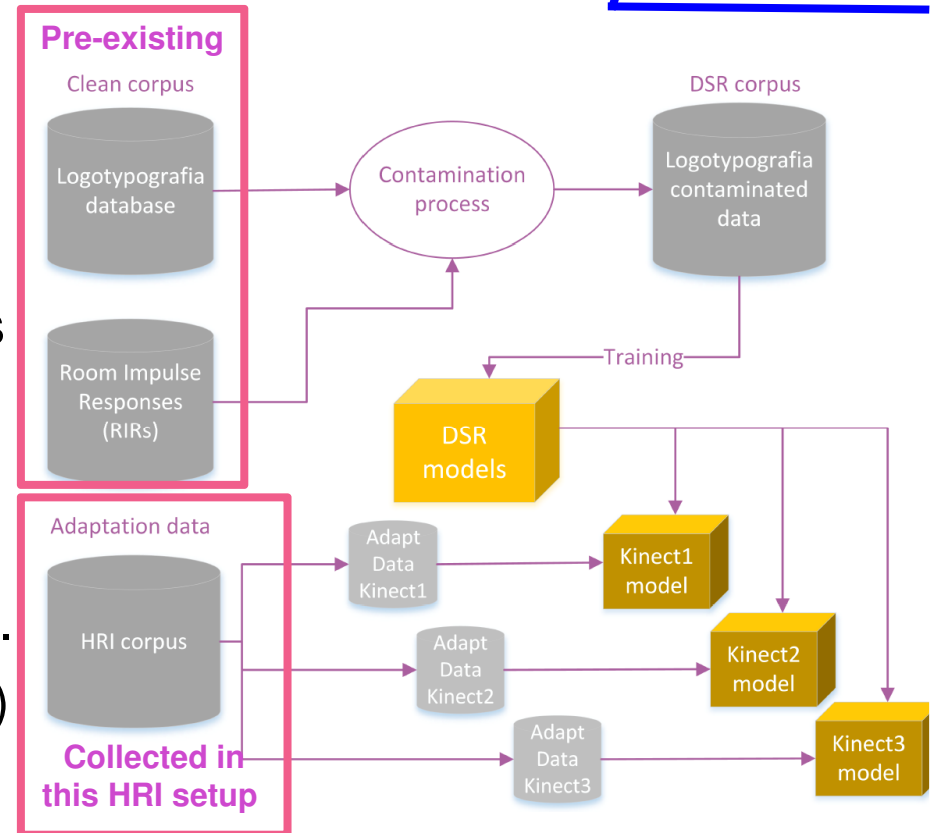 Pre-existing
Clean corpus
DSR corpus
Logotypografia
database
Contamination
process
Logotypografia
contaminated
data
s
Room Impulse
Responses
(RIRs)
Training
DSR
models
Adaptation data
Adapt
Data
Kinect1
Kinect1
model
HRI corpus
.
Adapt
Data
Kinect2
Kinect2
model
)
Collected in
this HRI setup
Adapt
Data
Kinect3
Kinect3
model